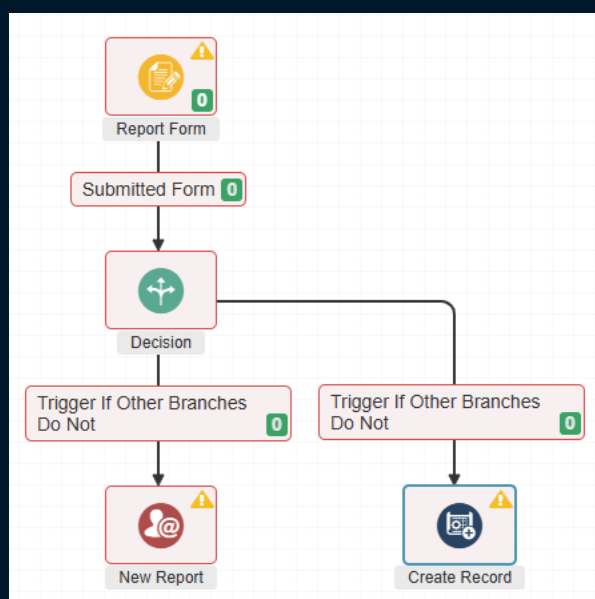 0
Report Form
Submitted Form 0
Decision
Trigger If Other Branches
Do Not 0
Trigger If Other Branches
Do Not 0
@
New Report
Create Record